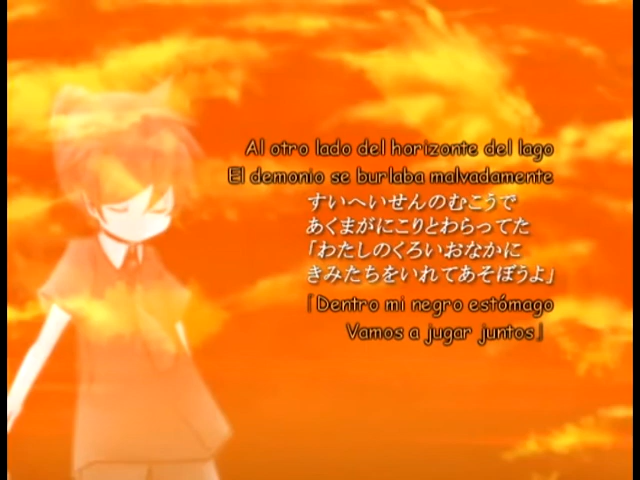 Al otro lado del horizonte del lago
El demonio se burlaba malvadamente
すいへいせんのむこうで
あくまがにこりとわらってた
「わたしのくろいおなかに
きみたちをいれてあそぼうよ」
「Dentro mi negro estómago
Vamos a jugar juntos」